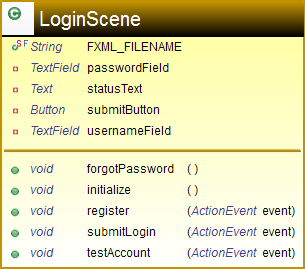 C LoginScene
S F String FXML_FILENAME
TextField passwordField
Text statusText
Button submitButton
TextField usernameField
void forgotPassword ( )
void initialize ( )
void register (ActionEvent event)
void submitLogin (ActionEvent event)
void testAccount (ActionEvent event)